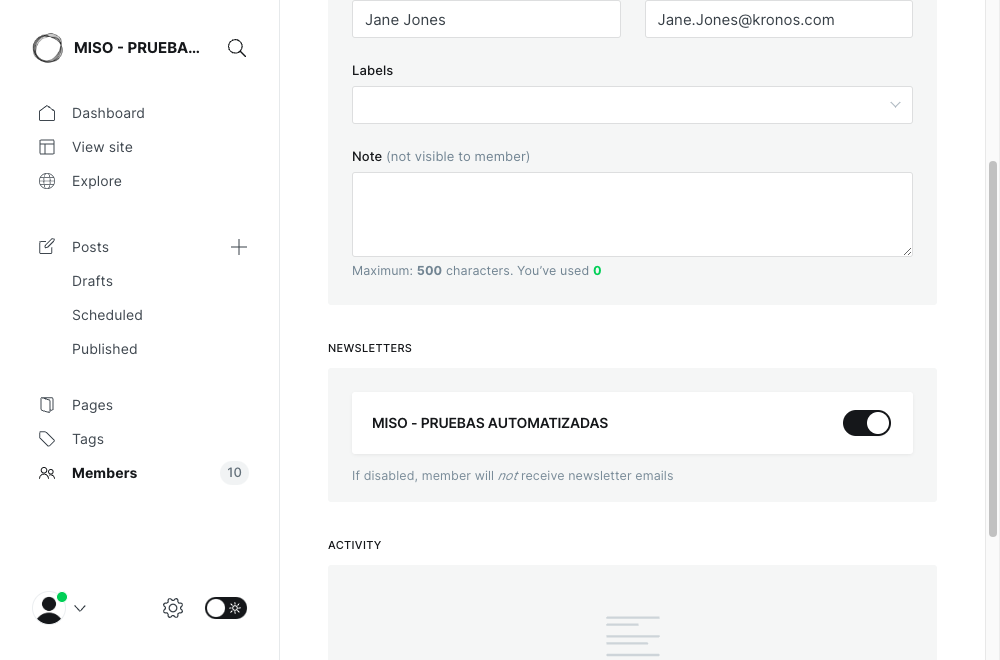 MISO - PRUEBA...
Dashboard
View site
Explore
Posts
Drafts
Scheduled
Published
Pages
Tags
Members 10
Jane Jones
Jane.Jones@kronos.com
Labels
Note (not visible to member)
Maximum: 500 characters. You’ve used 0
NEWSLETTERS
MISO - PRUEBAS AUTOMATIZADAS
If disabled, member will not receive newsletter emails
ACTIVITY